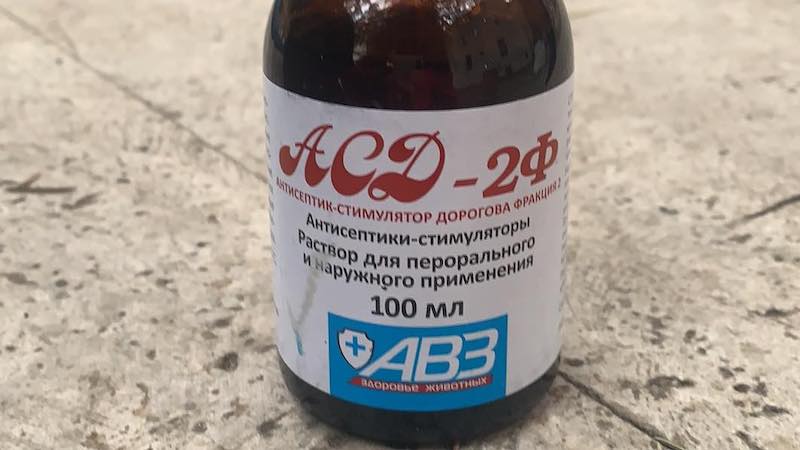 АСД-2Ф
АНТИСЕПТИК-СТИМУЛЯТОР ДОРОГОВА ФРАКЦИЯ 2
Антисептики-стимуляторы
Раствор для перорального
и наружного применения
100 мл
АВЗ
здоровье животных